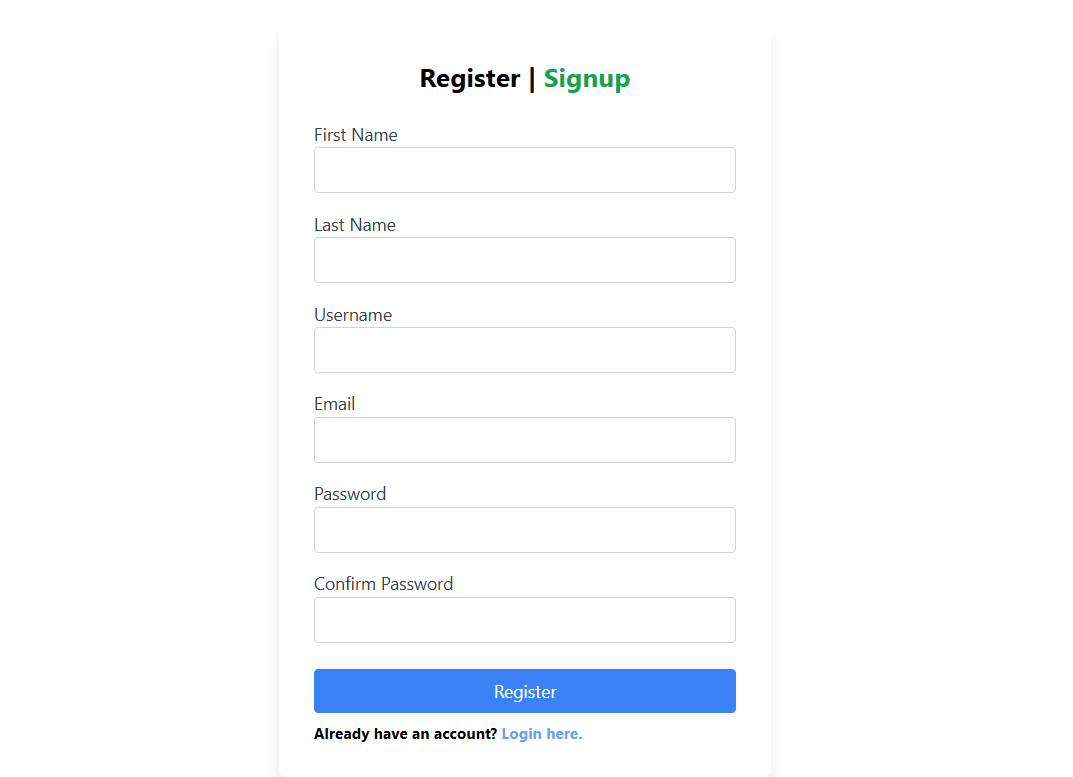 Register | Signup
First Name
Last Name
Username
Email
Password
Confirm Password
Register
Already have an account? Login here.